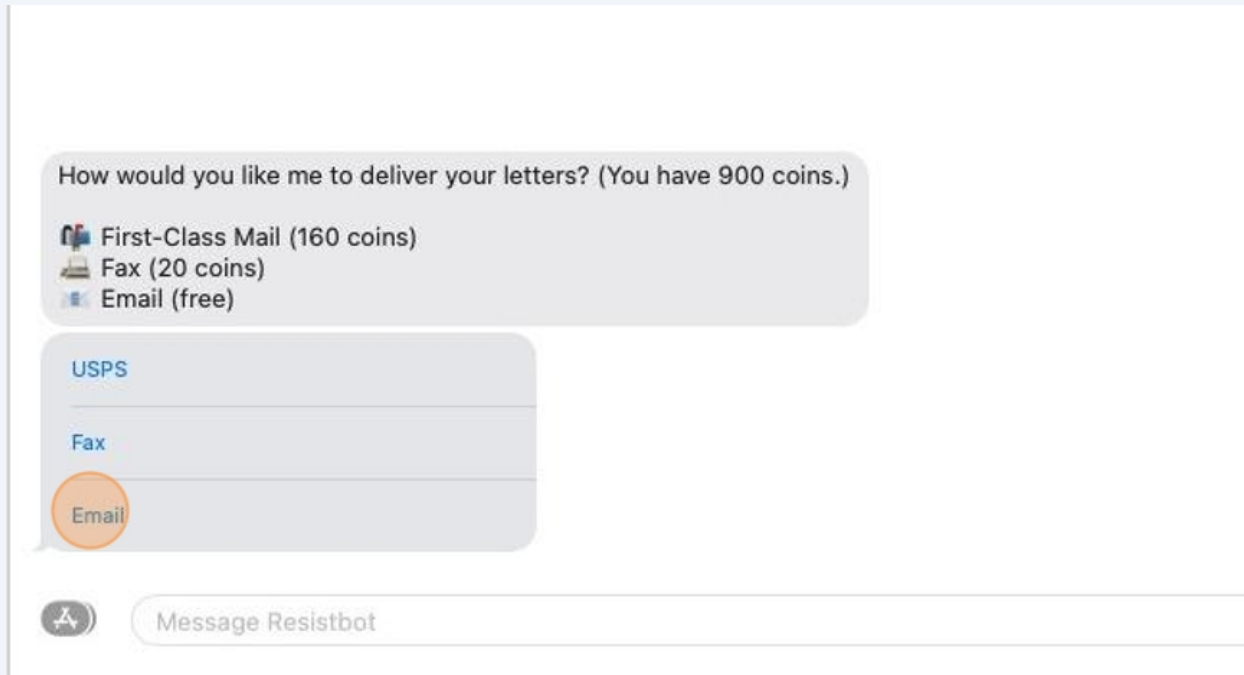 How would you like me to deliver your letters? (You have 900 coins.)
First-Class Mail (160 coins)
Fax (20 coins)
Email (free)
USPS
Fax
Email
Message Resistbot